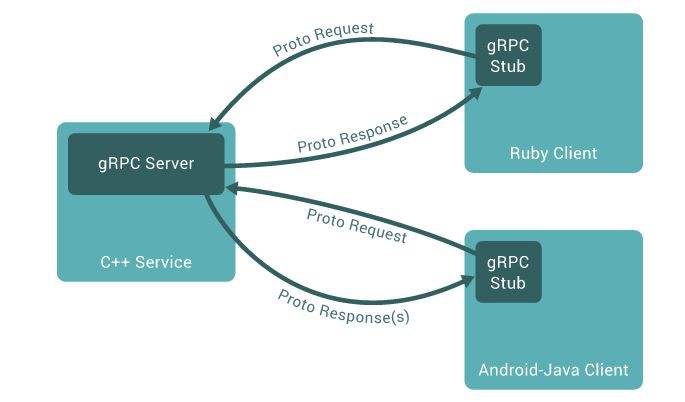 Proto Request
gRPC
Stub
Ruby Client
Proto Response
gRPC Server
C++ Service
Proto Request
gRPC
Stub
Android-Java Client
Proto Response(s)